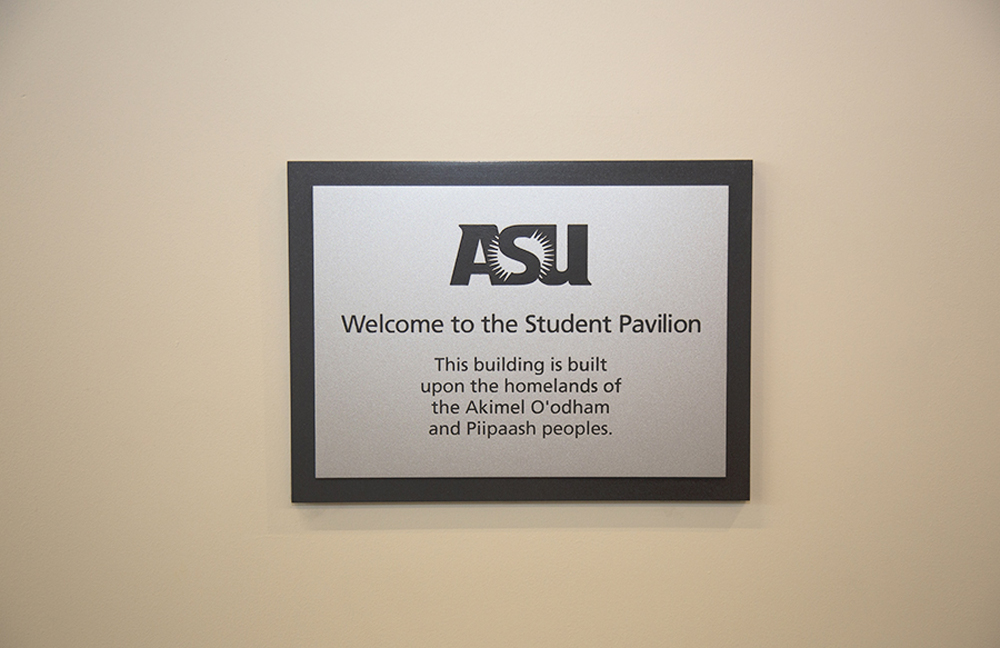 ASU
Welcome to the Student Pavilion
This building is built
upon the homelands of
the Akimel O'odham
and Piipaash peoples.